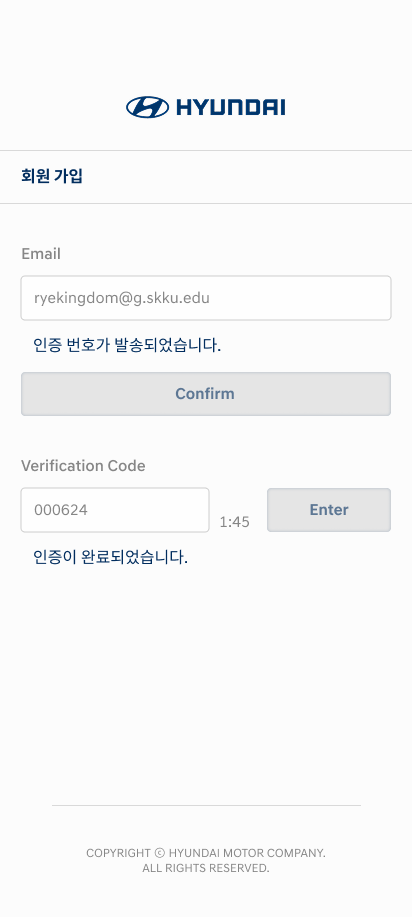 HYUNDAI
회원 가입
Email
ryekingdom@g.skku.edu
인증 번호가 발송되었습니다.
Confirm
Verification Code
000624
1:45
Enter
인증이 완료되었습니다.
COPYRIGHT ⓒ HYUNDAI MOTOR COMPANY.
ALL RIGHTS RESERVED.